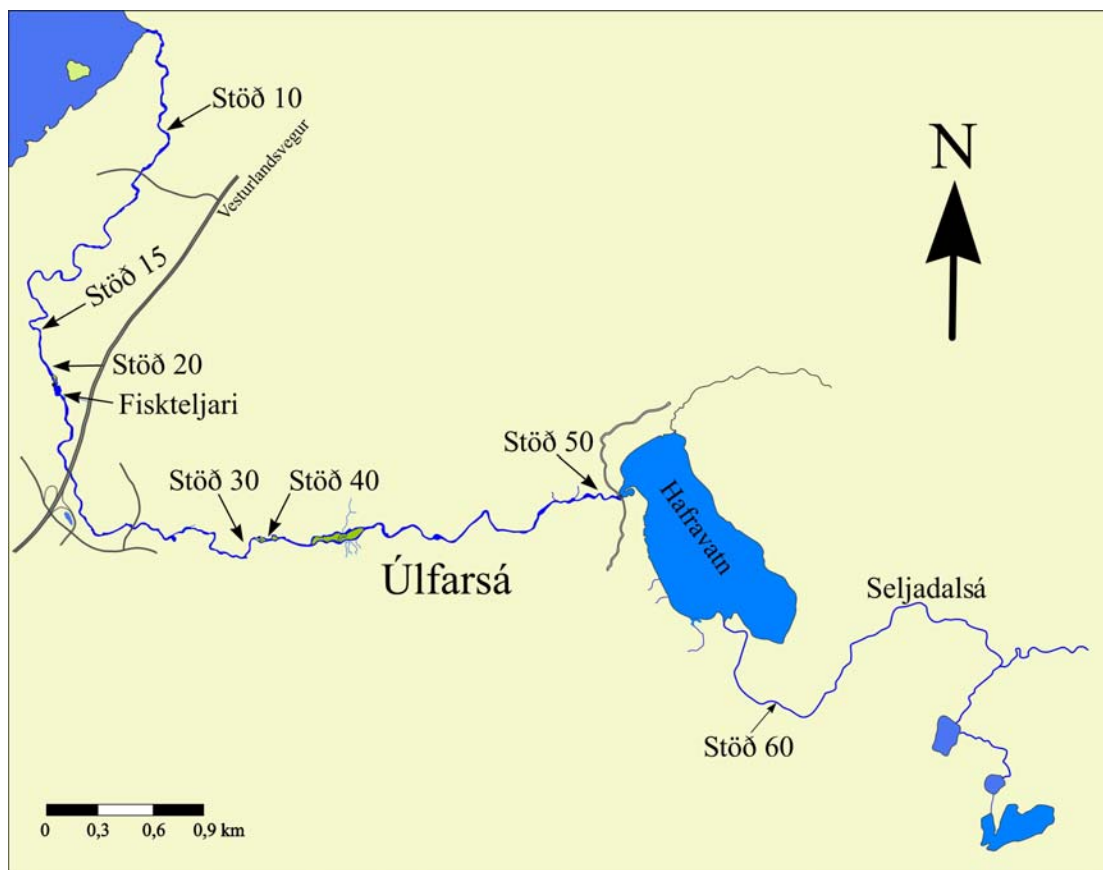 Stöð 10
N
Vesturlandsvegur
Stöð 15
Stöð 20
Fiskteljari
Stöð 50
Stöð 30
Stöð 40
Hafravatn
Úlfarsá
Seljadalsá
Stöð 60
0 0,3 0,6 0,9 km